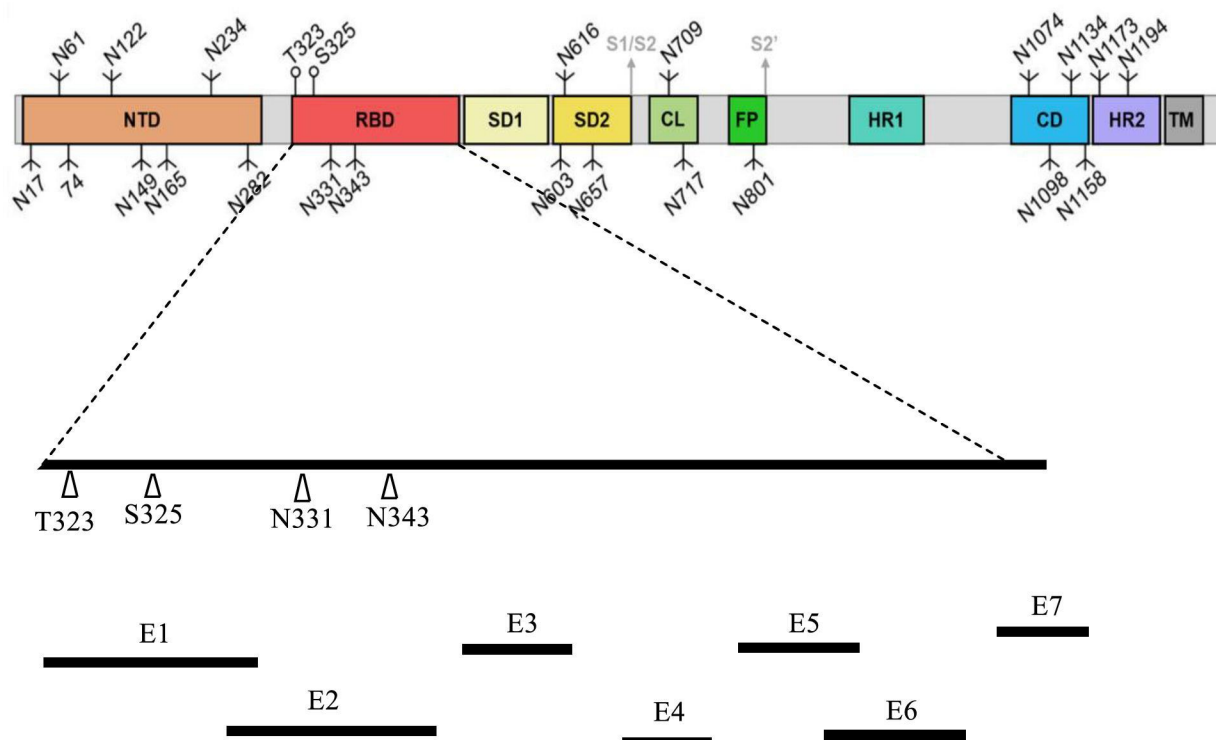 N61
N122
N234
T323
S325
N616
S1/S2
N709
S2'
N1074
N1134
N1173
N1194
NTD
RBD
SD1
SD2
CL
FP
HR1
CD
HR2
TM
N17
74
N149
N165
N282
N331
N343
N603
N657
N717
N801
N1098
N1158
T323
S325
N331
N343
E1
E2
E3
E4
E5
E6
E7